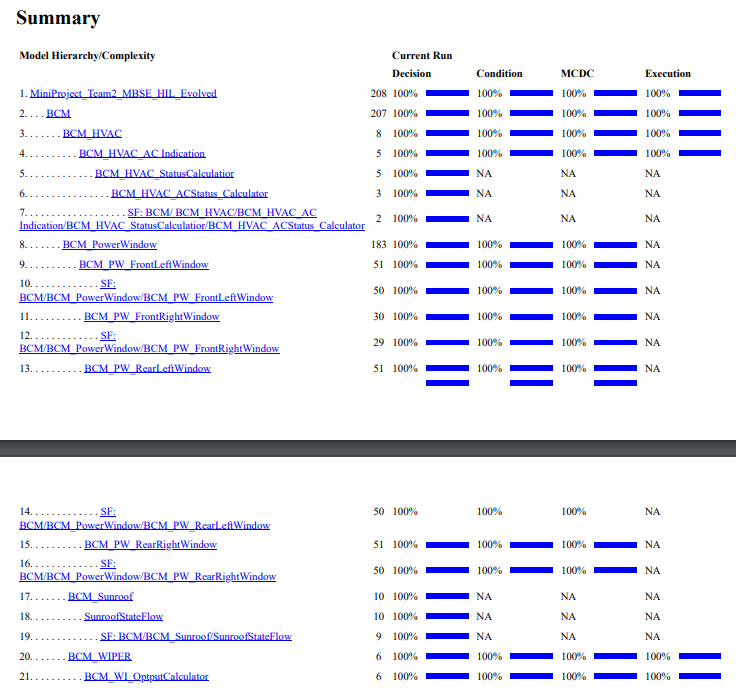 Summary
Model Hierarchy/Complexity Current Run
Decision Condition MCDC Execution
1. MiniProject_Team2_MBSE_HIL_Evolved 208 100% 100% 100% 100%
2. . . . BCM 207 100% 100% 100% 100%
3. . . . . . . BCM_HVAC 8 100% 100% 100% 100%
4. . . . . . . . . . BCM_HVAC_AC Indication 5 100% 100% 100% 100%
5. . . . . . . . . . . . . BCM_HVAC_StatusCalculatior 5 100% NA NA NA
6. . . . . . . . . . . . . . . . BCM_HVAC_ACStatus_Calculator 3 100% NA NA NA
7. . . . . . . . . . . . . . . . . . . SF: BCM/ BCM_HVAC/BCM_HVAC_AC
Indication/BCM_HVAC_StatusCalculatior/BCM_HVAC_ACStatus_Calculator 2 100% NA NA NA
8. . . . . . . BCM_PowerWindow 183 100% 100% 100% NA
9. . . . . . . . . . BCM_PW_FrontLeftWindow 51 100% 100% 100% NA
10. . . . . . . . . . . . . SF:
BCM/BCM_PowerWindow/BCM_PW_FrontLeftWindow 50 100% 100% 100% NA
11. . . . . . . . . . BCM_PW_FrontRightWindow 30 100% 100% 100% NA
12. . . . . . . . . . . . . SF:
BCM/BCM_PowerWindow/BCM_PW_FrontRightWindow 29 100% 100% 100% NA
13. . . . . . . . . . BCM_PW_RearLeftWindow 51 100% 100% 100% NA
14. . . . . . . . . . . . . SF:
BCM/BCM_PowerWindow/BCM_PW_RearLeftWindow 50 100% 100% 100% NA
15. . . . . . . . . . BCM_PW_RearRightWindow 51 100% 100% 100% NA
16. . . . . . . . . . . . . SF:
BCM/BCM_PowerWindow/BCM_PW_RearRightWindow 50 100% 100% 100% NA
17. . . . . . . BCM_Sunroof 10 100% NA NA NA
18. . . . . . . . . . SunroofStateFlow 10 100% NA NA NA
19. . . . . . . . . . . . . SF: BCM/BCM_Sunroof/SunroofStateFlow 9 100% NA NA NA
20. . . . . . . BCM_WIPER 6 100% 100% 100% 100%
21. . . . . . . . . . BCM_WI_OptputCalculator 6 100% 100% 100% 100%